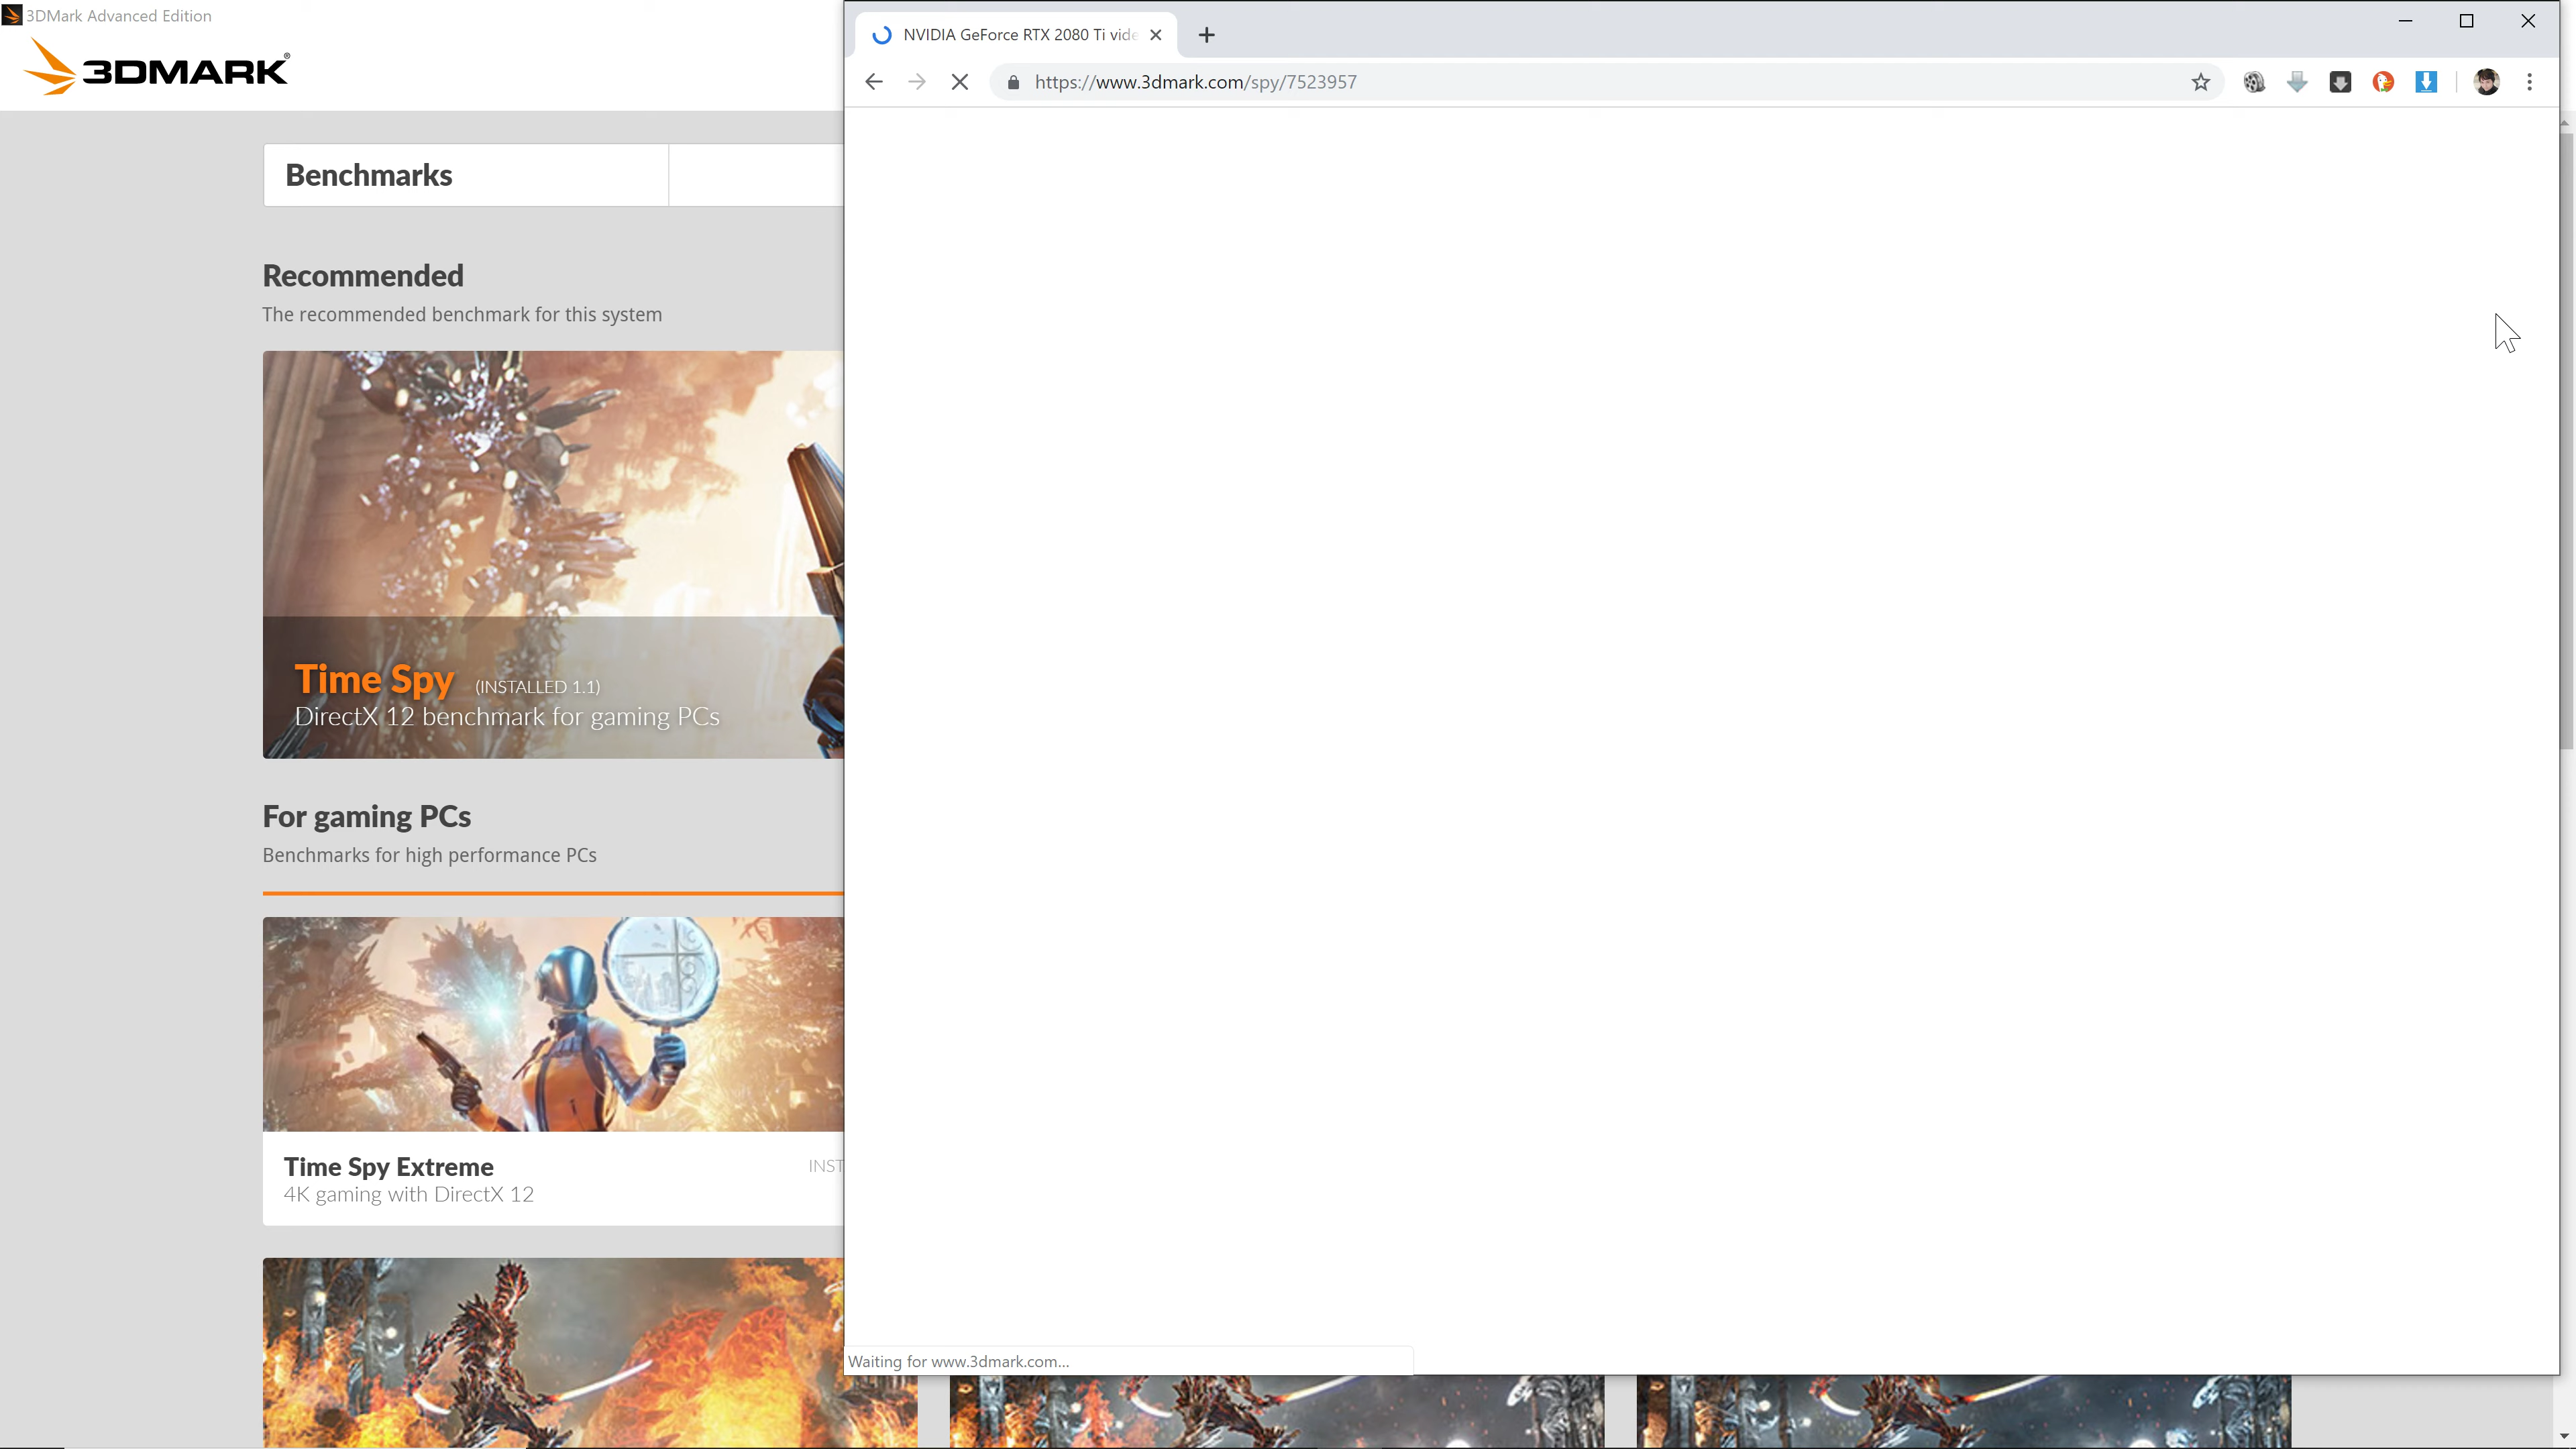 3DMark Advanced Edition
3DMARK®
Benchmarks
Recommended
The recommended benchmark for this system
Time Spy (INSTALLED 1.1)
DirectX 12 benchmark for gaming PCs
For gaming PCs
Benchmarks for high performance PCs
Time Spy Extreme INST
4K gaming with DirectX 12
NVIDIA GeForce RTX 2080 Ti vide
https://www.3dmark.com/spy/7523957
Waiting for www.3dmark.com...